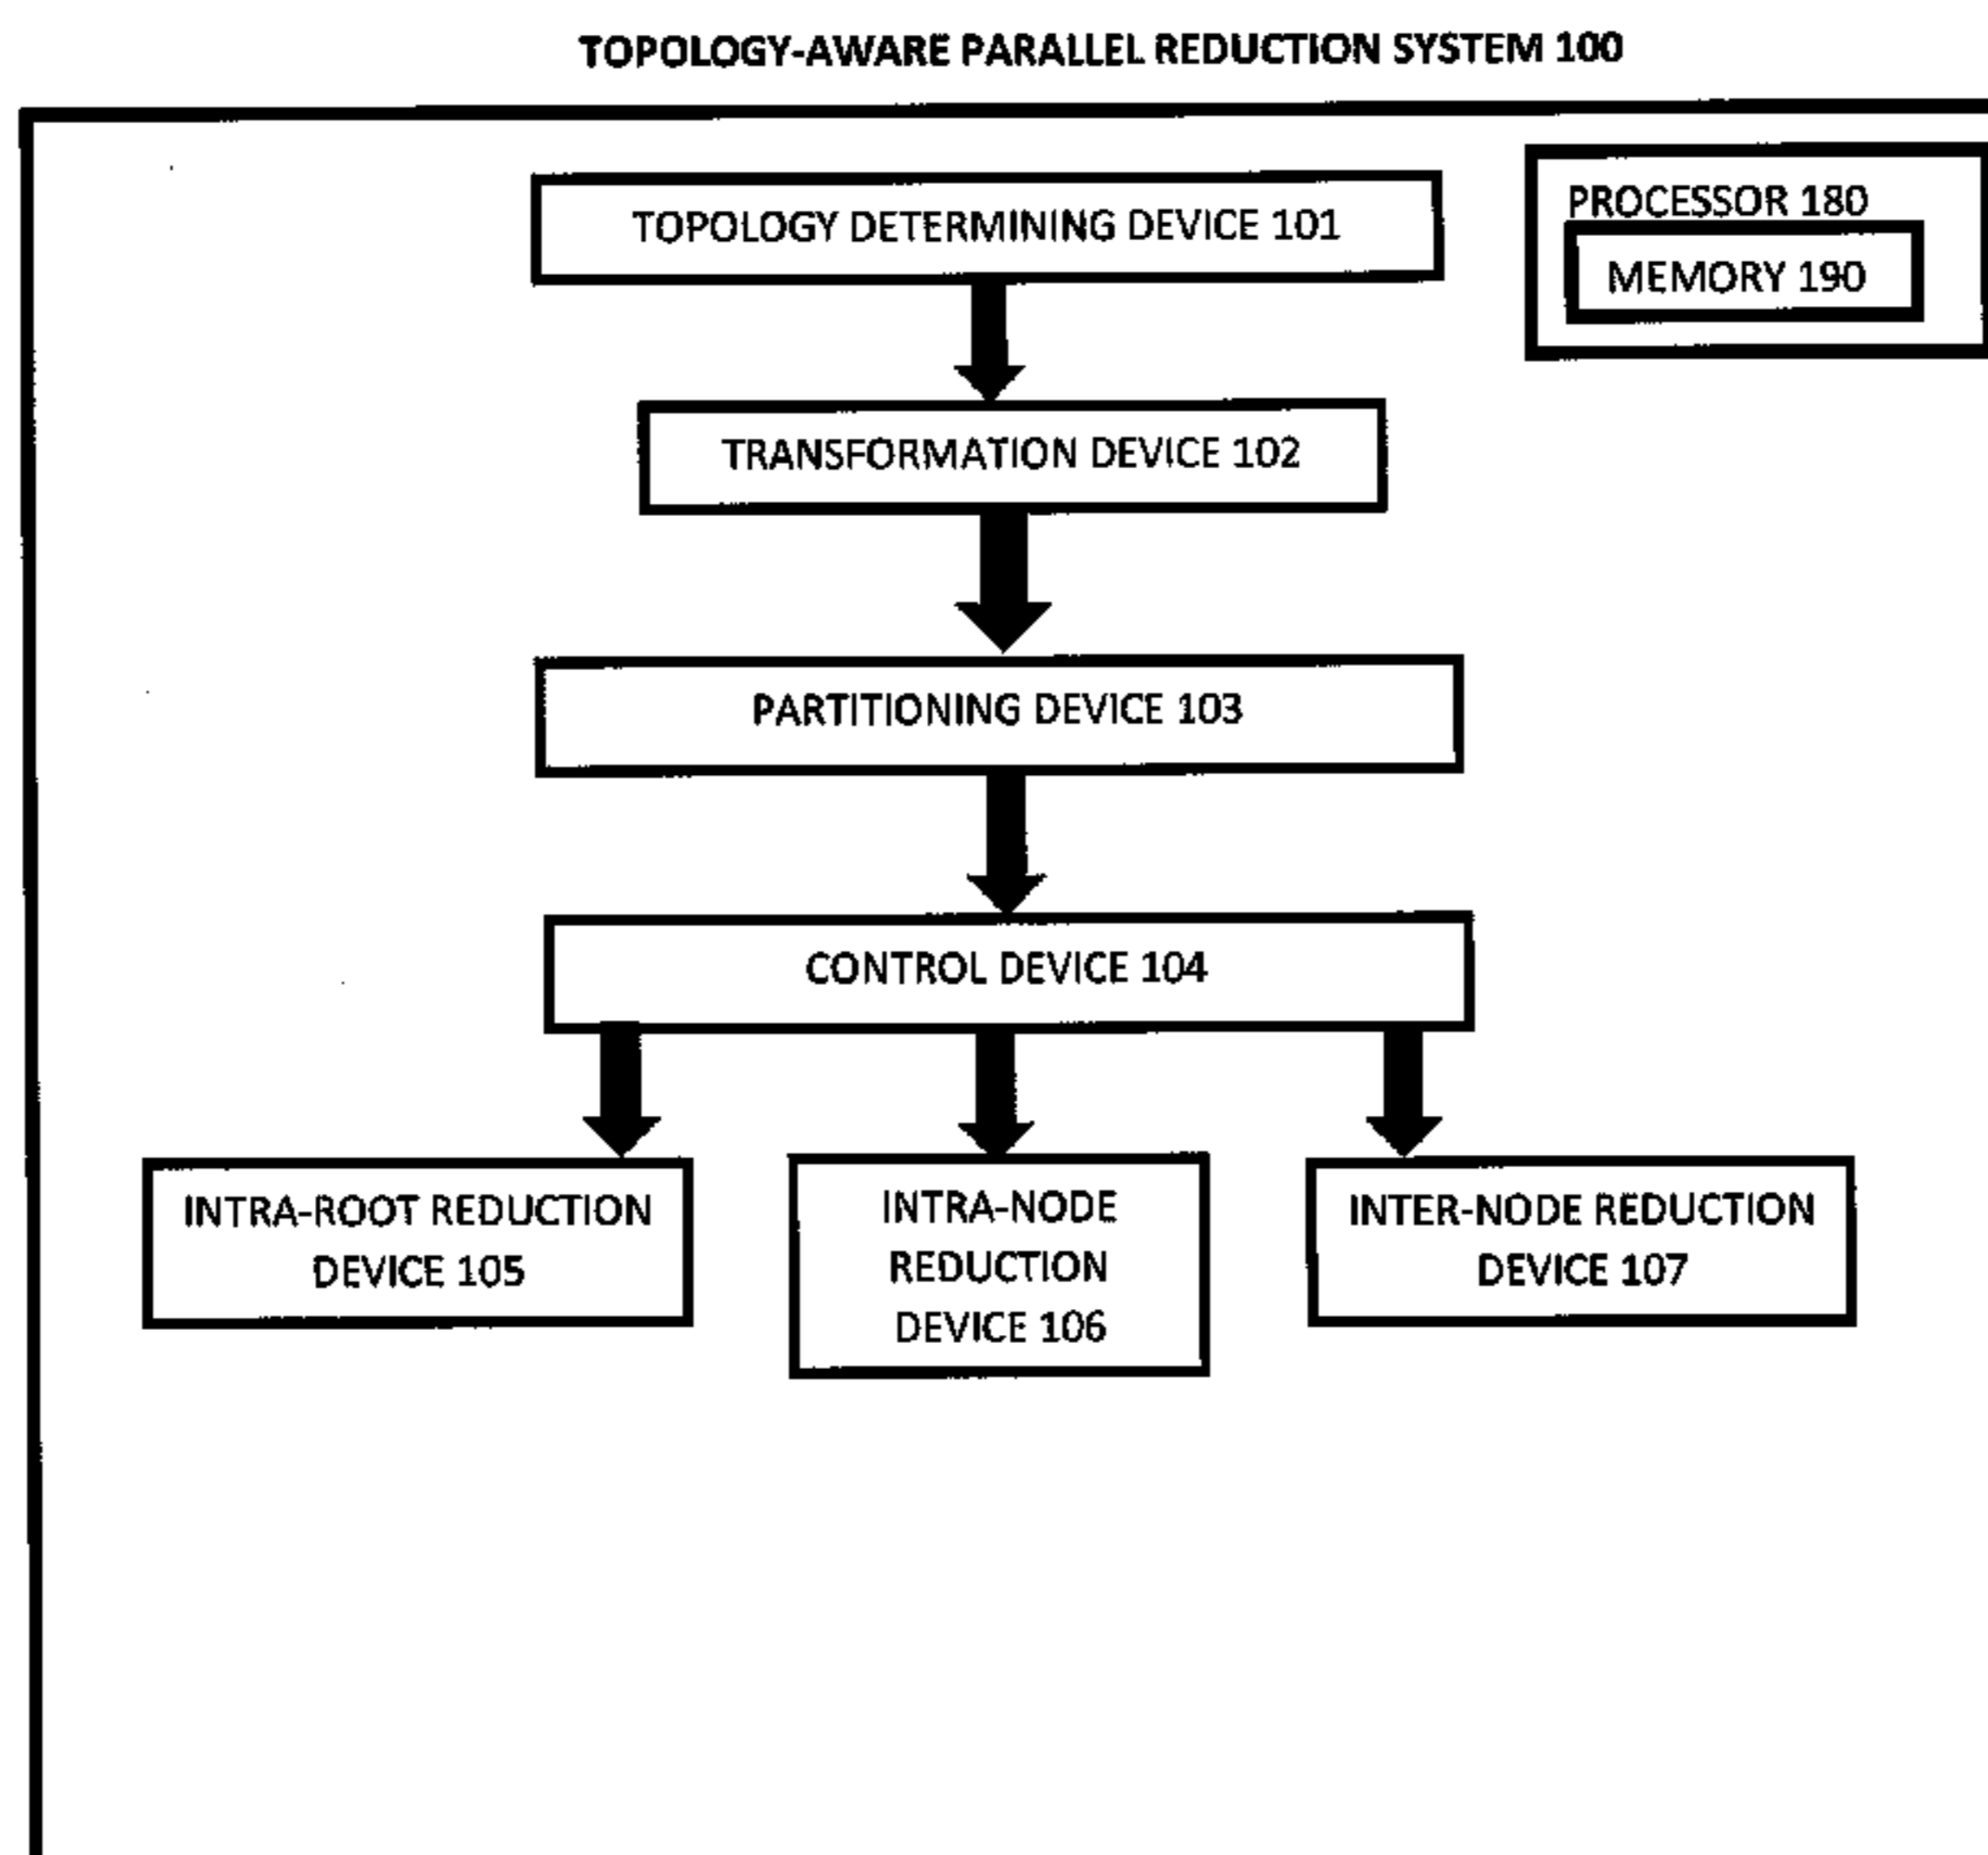 TOPOLOGY-AWARE PARALLEL REDUCTION SYSTEM 100
TOPOLOGY DETERMINING DEVICE 101
PROCESSOR 180
MEMORY 190
TRANSFORMATION DEVICE 102
PARTITIONING DEVICE 103
CONTROL DEVICE 104
INTRA-ROOT REDUCTION
DEVICE 105
INTRA-NODE
REDUCTION
DEVICE 106
INTER-NODE REDUCTION
DEVICE 107